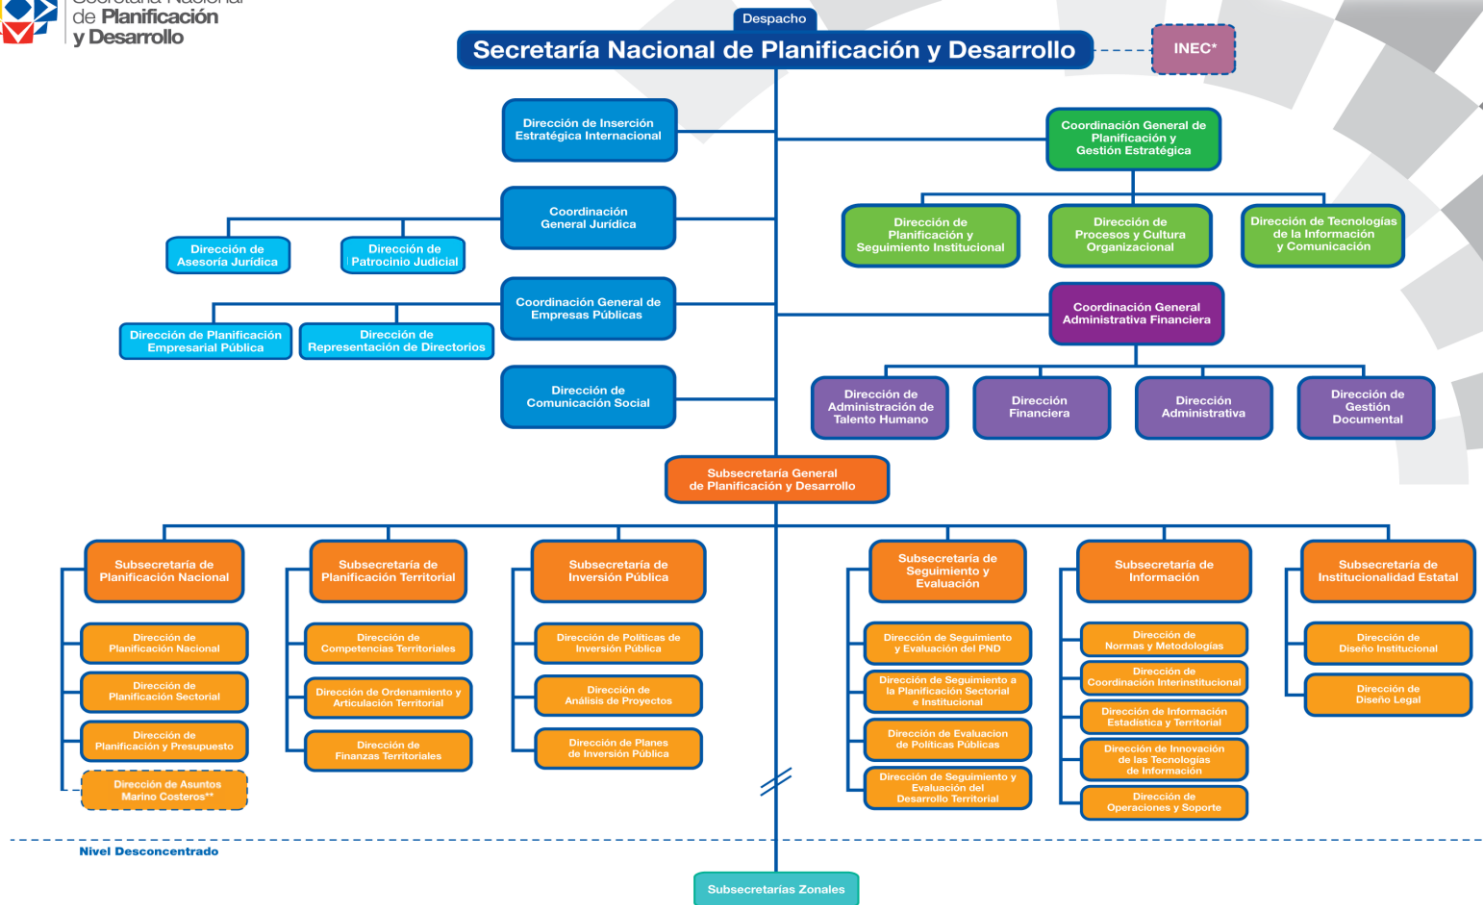 Secretaría Nacional
de Planificación
y Desarrollo
Despacho
Secretaría Nacional de Planificación y Desarrollo
INEC*
Dirección de Inserción
Estratégica Internacional
Coordinación General de
Planificación y
Gestión Estratégica
Coordinación
General Jurídica
Dirección de
Asesoría Jurídica
Dirección de
Patrocinio Judicial
Dirección de
Planificación y
Seguimiento Institucional
Dirección de
Procesos y Cultura
Organizacional
Dirección de Tecnologías
de la Información
y Comunicación
Coordinación General de
Empresas Públicas
Dirección de Planificación
Empresarial Pública
Dirección de
Representación de Directorios
Coordinación General
Administrativa Financiera
Dirección de
Comunicación Social
Dirección de
Administración de
Talento Humano
Dirección
Financiera
Dirección
Administrativa
Dirección de
Gestión
Documental
Subsecretaría General
de Planificación y Desarrollo
Subsecretaría de
Planificación Nacional
Dirección de
Planificación Nacional
Dirección de
Planificación Sectorial
Dirección de
Planificación y Presupuesto
Dirección de Asuntos
Marino Costeros**
Subsecretaría de
Planificación Territorial
Dirección de
Competencias Territoriales
Dirección de Ordenamiento y
Articulación Territorial
Dirección de
Finanzas Territoriales
Subsecretaría de
Inversión Pública
Dirección de Políticas de
Inversión Pública
Dirección de
Análisis de Proyectos
Dirección de Planes
de Inversión Pública
Subsecretaría de
Seguimiento y
Evaluación
Dirección de Seguimiento
y Evaluación del PND
Dirección de Seguimiento a
la Planificación Sectorial
e Institucional
Dirección de Evaluacion
de Políticas Públicas
Dirección de Seguimiento y
Evaluación del
Desarrollo Territorial
Subsecretaría de
Información
Dirección de
Normas y Metodologías
Dirección de
Coordinación Interinstitucional
Dirección de Información
Estadística y Territorial
Dirección de Innovación
de las Tecnologías
de Información
Dirección de
Operaciones y Soporte
Subsecretaría de
Institucionalidad Estatal
Dirección de
Diseño Institucional
Dirección de
Diseño Legal
Nivel Desconcentrado
Subsecretarías Zonales